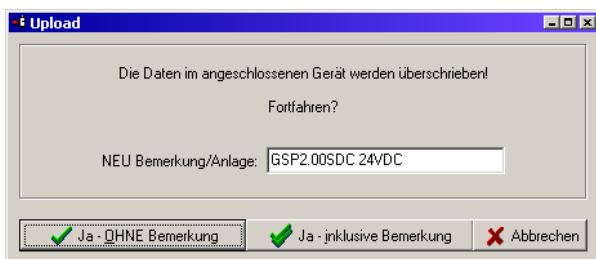 Upload
Die Daten im angeschlossenen Gerät werden überschrieben!
Fortfahren?
NEU Bemerkung/Anlage: GSP2.00SDC 24VDC
Ja - OHNE Bemerkung Ja - inklusive Bemerkung Abbrechen